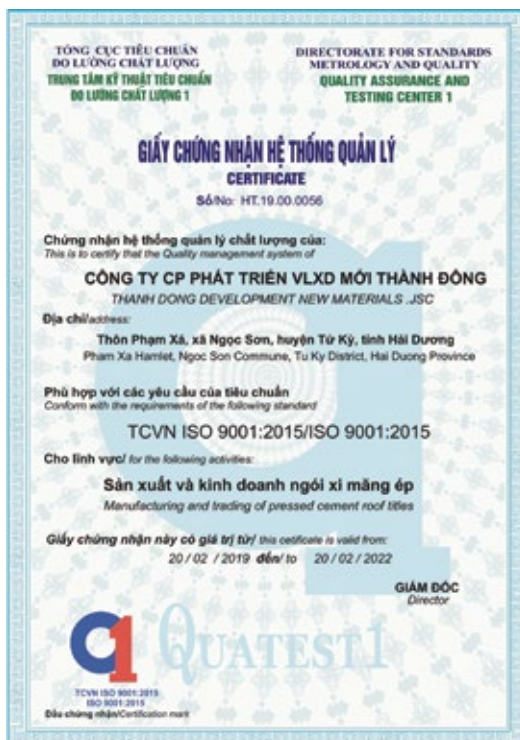 TỔNG CỤC TIÊU CHUẨN
ĐO LƯỜNG CHẤT LƯỢNG
TRUNG TÂM KỸ THUẬT TIÊU CHUẨN
ĐO LƯỜNG CHẤT LƯỢNG 1
DIRECTORATE FOR STANDARDS
METROLOGY AND QUALITY
QUALITY ASSURANCE AND
TESTING CENTER 1
GIẤY CHỨNG NHẬN HỆ THỐNG QUẢN LÝ
CERTIFICATE
Số/No: HT.19.00.0056
Chứng nhận hệ thống quản lý chất lượng của:
This is to certify that the Quality management system of
CÔNG TY CP PHÁT TRIỂN VLXD MỚI THÀNH ĐÔNG
THANH DONG DEVELOPMENT NEW MATERIALS .JSC
Địa chỉ/address:
Thôn Phạm Xá, xã Ngọc Sơn, huyện Tứ Kỳ, tỉnh Hải Dương
Pham Xa Hamlet, Ngoc Son Commune, Tu Ky District, Hai Duong Province
Phù hợp với các yêu cầu của tiêu chuẩn
Conform with the requirements of the following standard
TCVN ISO 9001:2015/ISO 9001:2015
Cho lĩnh vực/ for the following activities:
Sản xuất và kinh doanh ngói xi măng ép
Manufacturing and trading of pressed cement roof titles
Giấy chứng nhận này có giá trị từ/ this cetificate is valid from:
20 / 02 / 2019 đến/ to 20 / 02 / 2022
GIÁM ĐỐC
Director
QUATEST1
TCVN ISO 9001:2015
ISO 9001:2015
Dấu chứng nhận/Certification mark